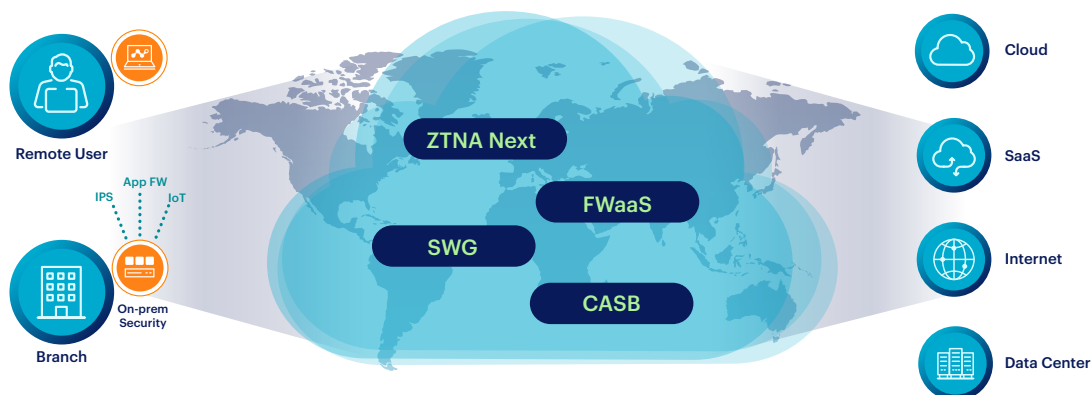 Remote User
App FW
IPS
IoT
On-prem
Security
Branch
ZTNA Next
FWaaS
SWG
CASB
Cloud
SaaS
Internet
Data Center